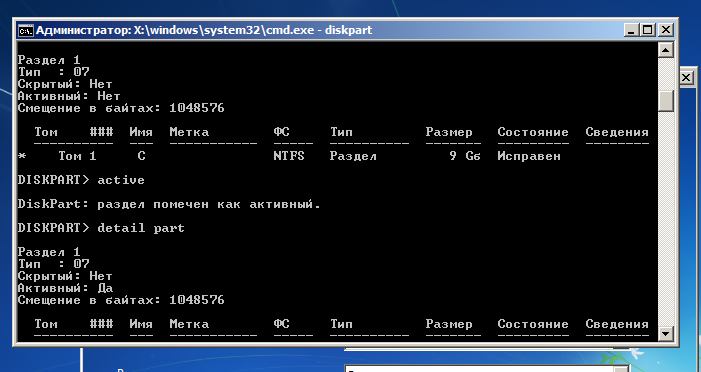 Администратор: X:\windows\system32\cmd.exe - diskpart
Раздел 1
Тип : 07
Скрытый: Нет
Активный: Нет
Смещение в байтах: 1048576
Том ### Имя Метка ФС Тип Размер Состояние Сведения
---------- --- --- ----------- ----- ---------- ------- --------- --------
* Том 1 C NTFS Раздел 9 Gб Исправен
DISKPART> active
DiskPart: раздел помечен как активный.
DISKPART> detail part
Раздел 1
Тип : 07
Скрытый: Нет
Активный: Да
Смещение в байтах: 1048576
Том ### Имя Метка ФС Тип Размер Состояние Сведения
---------- --- --- ----------- ----- ---------- ------- --------- --------